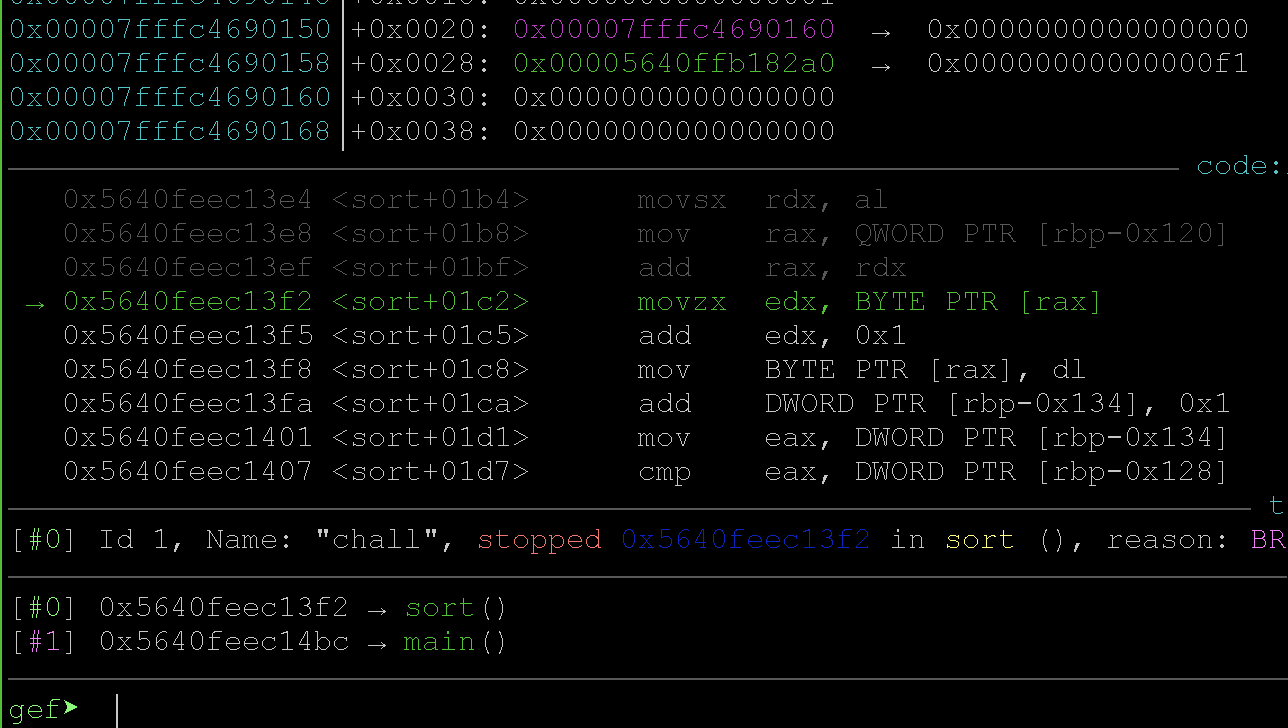 0x00007fffc4690150│+0x0020: 0x00007fffc4690160 → 0x0000000000000000
0x00007fffc4690158│+0x0028: 0x00005640ffb182a0 → 0x00000000000000f1
0x00007fffc4690160│+0x0030: 0x0000000000000000
0x00007fffc4690168│+0x0038: 0x0000000000000000
code:
0x5640feec13e4 <sort+01b4> movsx rdx, al
0x5640feec13e8 <sort+01b8> mov rax, QWORD PTR [rbp-0x120]
0x5640feec13ef <sort+01bf> add rax, rdx
→ 0x5640feec13f2 <sort+01c2> movzx edx, BYTE PTR [rax]
0x5640feec13f5 <sort+01c5> add edx, 0x1
0x5640feec13f8 <sort+01c8> mov BYTE PTR [rax], dl
0x5640feec13fa <sort+01ca> add DWORD PTR [rbp-0x134], 0x1
0x5640feec1401 <sort+01d1> mov eax, DWORD PTR [rbp-0x134]
0x5640feec1407 <sort+01d7> cmp eax, DWORD PTR [rbp-0x128]
t
[#0] Id 1, Name: "chall", stopped 0x5640feec13f2 in sort (), reason: BR
[#0] 0x5640feec13f2 → sort()
[#1] 0x5640feec14bc → main()
gef➤